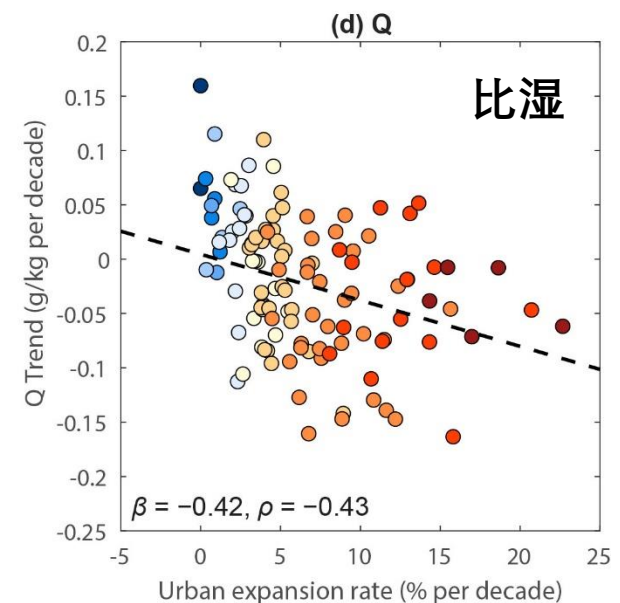 (d) Q
比湿
0.2
0.15
0.1
0.05
0
-0.05
-0.1
-0.15
-0.2
-0.25
Q Trend (g/kg per decade)
β = −0.42, ρ = −0.43
-5 0 5 10 15 20 25
Urban expansion rate (% per decade)